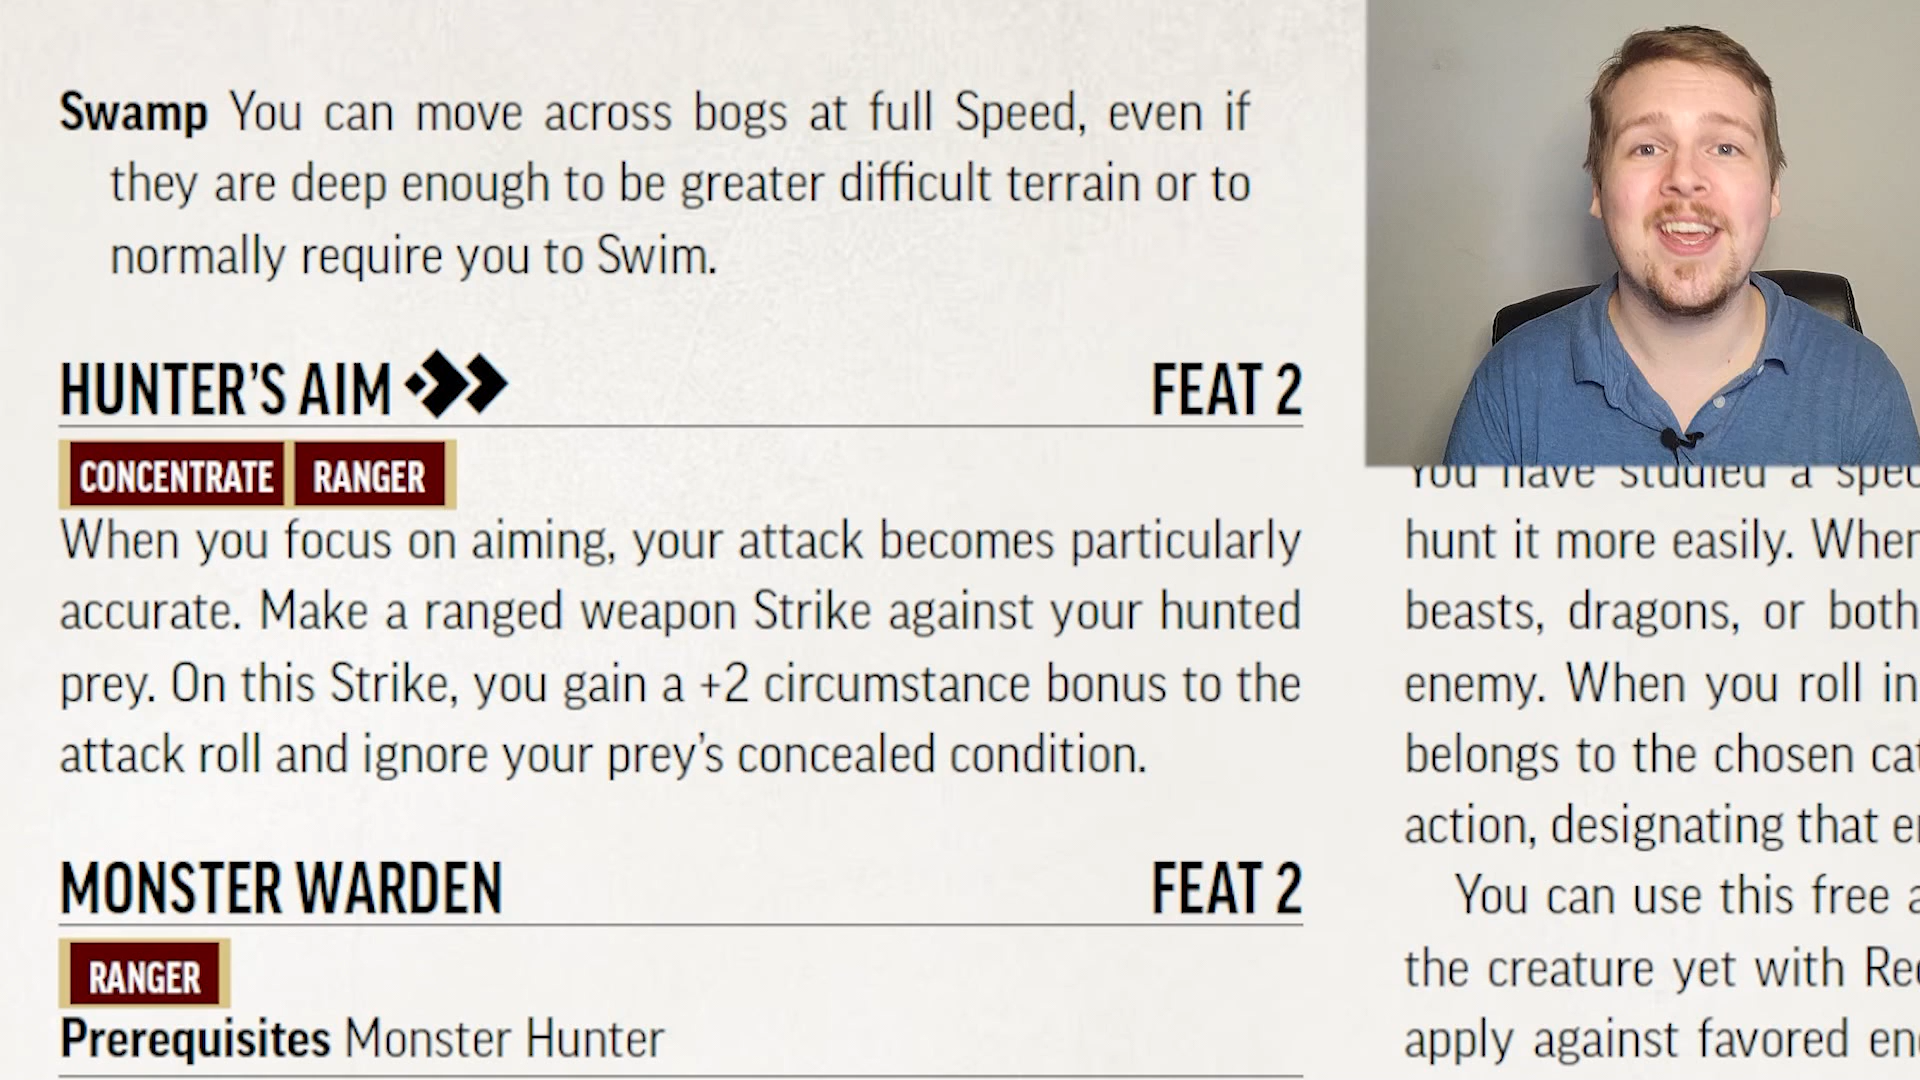 Swamp You can move across bogs at full Speed, even if
they are deep enough to be greater difficult terrain or to
normally require you to Swim.
HUNTER'S AIM FEAT 2
CONCENTRATE RANGER
When you focus on aiming, your attack becomes particularly
accurate. Make a ranged weapon Strike against your hunted
prey. On this Strike, you gain a +2 circumstance bonus to the
attack roll and ignore your prey's concealed condition.
MONSTER WARDEN FEAT 2
RANGER
Prerequisites Monster Hunter
You have studied a
hunt it more easily.
beasts, dragons, or both
enemy. When you roll in
belongs to the chosen
action, designating that
You can use this free
the creature yet with
apply against favored